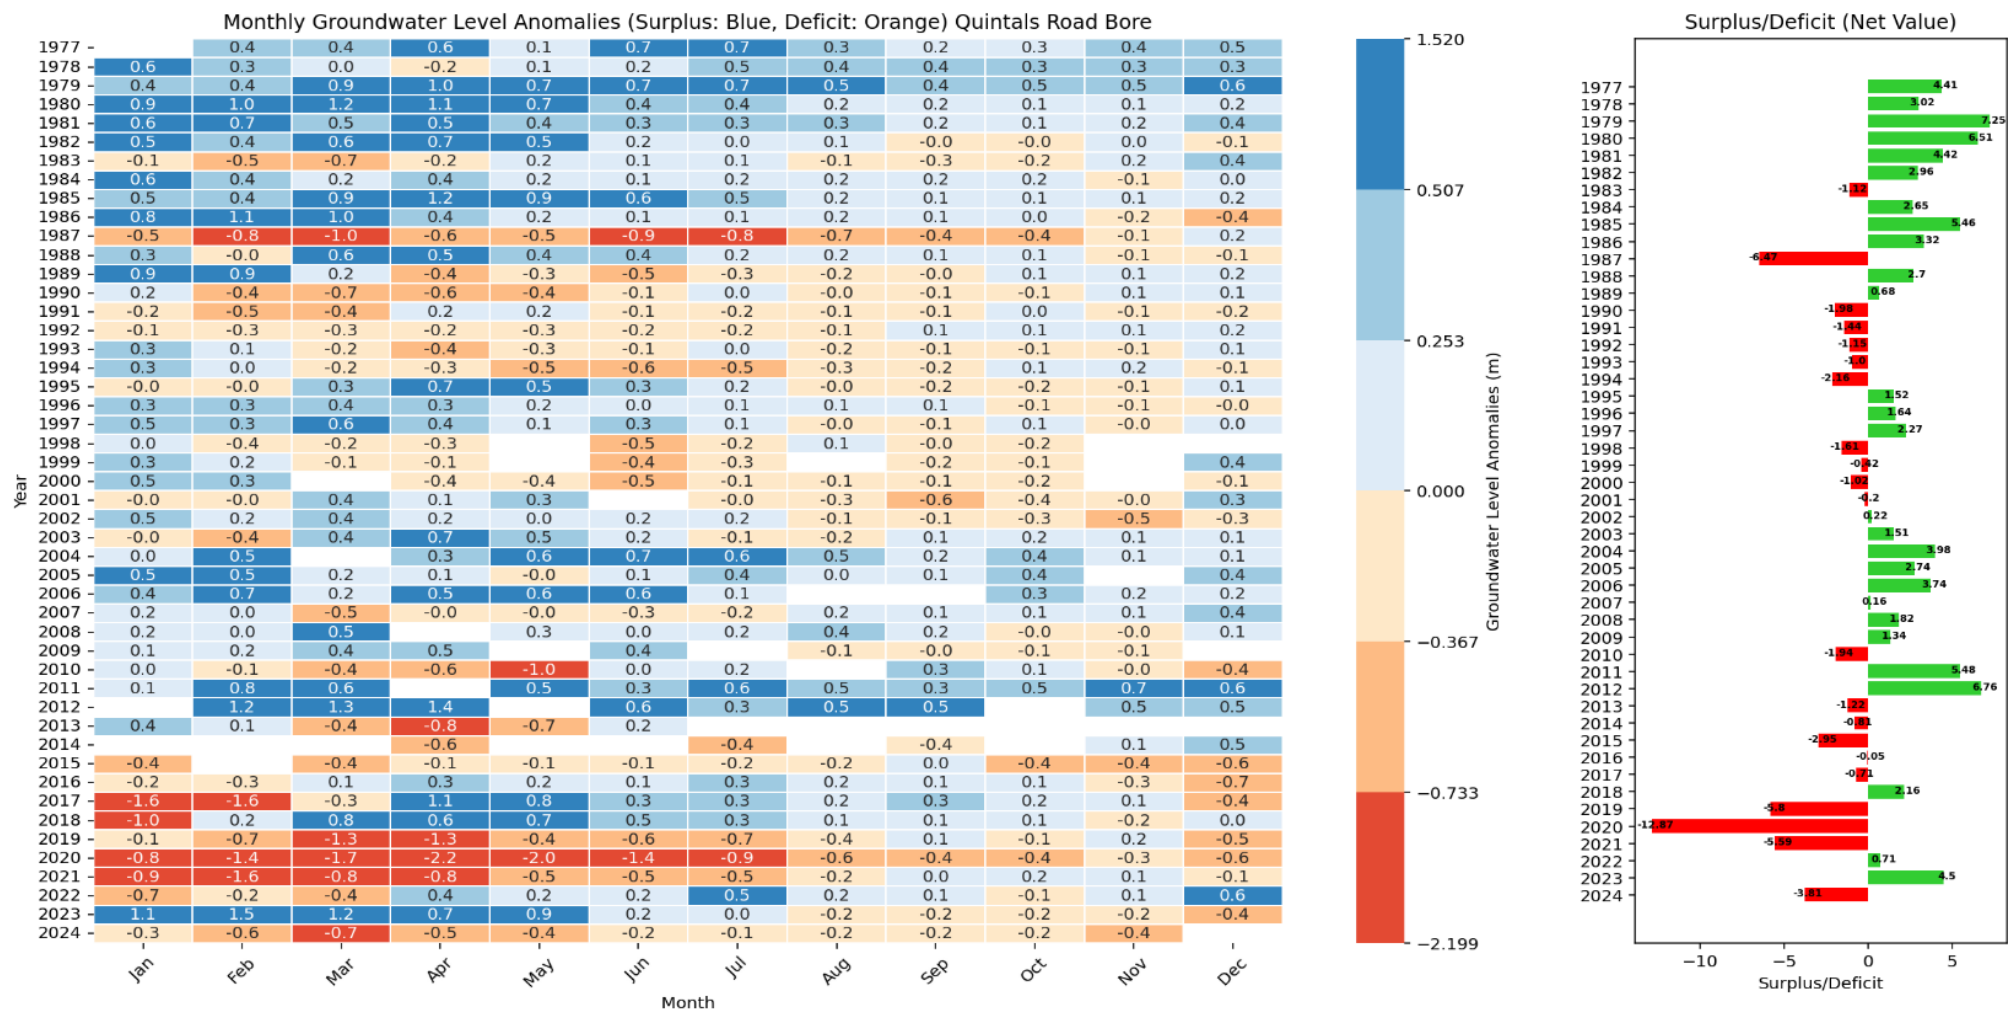 Monthly Groundwater Level Anomalies (Surplus: Blue, Deficit: Orange) Quintals Road Bore
1977 0.4 0.4 0.6 0.1 0.7 0.7 0.3 0.2 0.3 0.4 0.5
1978 0.6 0.3 0.0 -0.2 0.1 0.2 0.5 0.4 0.4 0.3 0.3 0.3
1979 0.4 0.4 0.9 1.0 0.7 0.7 0.7 0.5 0.4 0.5 0.5 0.6
1980 0.9 1.0 1.2 1.1 0.7 0.4 0.4 0.2 0.2 0.1 0.1 0.2
1981 0.6 0.7 0.5 0.5 0.4 0.3 0.3 0.3 0.2 0.1 0.2 0.4
1982 0.5 0.4 0.6 0.7 0.5 0.2 0.0 0.1 -0.0 -0.0 0.0 -0.1
1983 -0.1 -0.5 -0.7 -0.2 0.2 0.1 0.1 -0.1 -0.3 -0.2 0.2 0.4
1984 0.6 0.4 0.2 0.4 0.2 0.1 0.2 0.2 0.2 0.2 -0.1 0.0
1985 0.5 0.4 0.9 1.2 0.9 0.6 0.5 0.2 0.1 0.1 0.1 0.2
1986 0.8 1.1 1.0 0.4 0.2 0.1 0.1 0.2 0.1 0.0 -0.2 -0.4
1987 -0.5 -0.8 -1.0 -0.6 -0.5 -0.9 -0.8 -0.7 -0.4 -0.4 -0.1 0.2
1988 0.3 -0.0 0.6 0.5 0.4 0.4 0.2 0.2 0.1 0.1 -0.1 -0.1
1989 0.9 0.9 0.2 -0.4 -0.3 -0.5 -0.3 -0.2 -0.0 0.1 0.1 0.2
1990 0.2 -0.4 -0.7 -0.6 -0.4 -0.1 0.0 -0.0 -0.1 -0.1 0.1 0.1
1991 -0.2 -0.5 -0.4 0.2 0.2 -0.1 -0.2 -0.1 -0.1 0.0 -0.1 -0.2
1992 -0.1 -0.3 -0.3 -0.2 -0.3 -0.2 -0.2 -0.1 0.1 0.1 0.1 0.2
1993 0.3 0.1 -0.2 -0.4 -0.3 -0.1 0.0 -0.2 -0.1 -0.1 -0.1 0.1
1994 0.3 0.0 -0.2 -0.3 -0.5 -0.6 -0.5 -0.3 -0.2 0.1 0.2 -0.1
1995 -0.0 -0.0 0.3 0.7 0.5 0.3 0.2 -0.0 -0.2 -0.2 -0.1 0.1
1996 0.3 0.3 0.4 0.3 0.2 0.0 0.1 0.1 0.1 -0.1 -0.1 -0.0
1997 0.5 0.3 0.6 0.4 0.1 0.3 0.1 -0.0 -0.1 0.1 -0.0 0.0
1998 0.0 -0.4 -0.2 -0.3 -0.5 -0.2 0.1 -0.0 -0.2
1999 0.3 0.2 -0.1 -0.1 -0.4 -0.3 -0.2 -0.1 0.4
2000 0.5 0.3 -0.4 -0.4 -0.5 -0.1 -0.1 -0.1 -0.2 -0.1
2001 -0.0 -0.0 0.4 0.1 0.3 -0.0 -0.3 -0.6 -0.4 -0.0 0.3
2002 0.5 0.2 0.4 0.2 0.0 0.2 0.2 -0.1 -0.1 -0.3 -0.5 -0.3
2003 -0.0 -0.4 0.4 0.7 0.5 0.2 -0.1 -0.2 0.1 0.2 0.1 0.1
2004 0.0 0.5 0.3 0.6 0.7 0.6 0.5 0.2 0.4 0.1 0.1
2005 0.5 0.5 0.2 0.1 -0.0 0.1 0.4 0.0 0.1 0.4 0.4
2006 0.4 0.7 0.2 0.5 0.6 0.6 0.1 0.3 0.2 0.2
2007 0.2 0.0 -0.5 -0.0 -0.0 -0.3 -0.2 0.2 0.1 0.1 0.1 0.4
2008 0.2 0.0 0.5 0.3 0.0 0.2 0.4 0.2 -0.0 -0.0 0.1
2009 0.1 0.2 0.4 0.5 0.4 -0.1 -0.0 -0.1 -0.1
2010 0.0 -0.1 -0.4 -0.6 -1.0 0.0 0.2 0.3 0.1 -0.0 -0.4
2011 0.1 0.8 0.6 0.5 0.3 0.6 0.5 0.3 0.5 0.7 0.6
2012 1.2 1.3 1.4 0.6 0.3 0.5 0.5 0.5 0.5
2013 0.4 0.1 -0.4 -0.8 -0.7 0.2
2014 -0.6 -0.4 -0.4 0.1 0.5
2015 -0.4 -0.4 -0.1 -0.1 -0.1 -0.2 -0.2 0.0 -0.4 -0.4 -0.6
2016 -0.2 -0.3 0.1 0.3 0.2 0.1 0.3 0.2 0.1 0.1 -0.3 -0.7
2017 -1.6 -1.6 -0.3 1.1 0.8 0.3 0.3 0.2 0.3 0.2 0.1 -0.4
2018 -1.0 0.2 0.8 0.6 0.7 0.5 0.3 0.1 0.1 0.1 -0.2 0.0
2019 -0.1 -0.7 -1.3 -1.3 -0.4 -0.6 -0.7 -0.4 0.1 -0.1 0.2 -0.5
2020 -0.8 -1.4 -1.7 -2.2 -2.0 -1.4 -0.9 -0.6 -0.4 -0.4 -0.3 -0.6
2021 -0.9 -1.6 -0.8 -0.8 -0.5 -0.5 -0.5 -0.2 0.0 0.2 0.1 -0.1
2022 -0.7 -0.2 -0.4 0.4 0.2 0.2 0.5 0.2 0.1 -0.1 0.1 0.6
2023 1.1 1.5 1.2 0.7 0.9 0.2 0.0 -0.2 -0.2 -0.2 -0.2 -0.4
2024 -0.3 -0.6 -0.7 -0.5 -0.4 -0.2 -0.1 -0.2 -0.2 -0.2 -0.4
Jan Feb Mar Apr May Jun Jul Aug Sep Oct Nov Dec
Month
Year
1.520
0.507
0.253
0.000
−0.367
−0.733
−2.199
Groundwater Level Anomalies (m)
Surplus/Deficit (Net Value)
1977 4.41
1978 3.02
1979 7.25
1980 6.51
1981 4.42
1982 2.96
1983 -1.12
1984 2.65
1985 5.46
1986 3.32
1987 -6.47
1988 2.7
1989 0.68
1990 -1.98
1991 -1.44
1992 -1.15
1993 -1.0
1994 -2.16
1995 1.52
1996 1.64
1997 2.27
1998 -1.61
1999 -0.42
2000 -1.02
2001 -0.2
2002 0.22
2003 1.51
2004 3.98
2005 2.74
2006 3.74
2007 0.16
2008 1.82
2009 1.34
2010 -1.94
2011 5.48
2012 6.76
2013 -1.22
2014 -0.81
2015 -2.95
2016 -0.05
2017 -0.71
2018 2.16
2019 -5.8
2020 -12.87
2021 -5.59
2022 0.71
2023 4.5
2024 -3.81
−10 −5 0 5
Surplus/Deficit